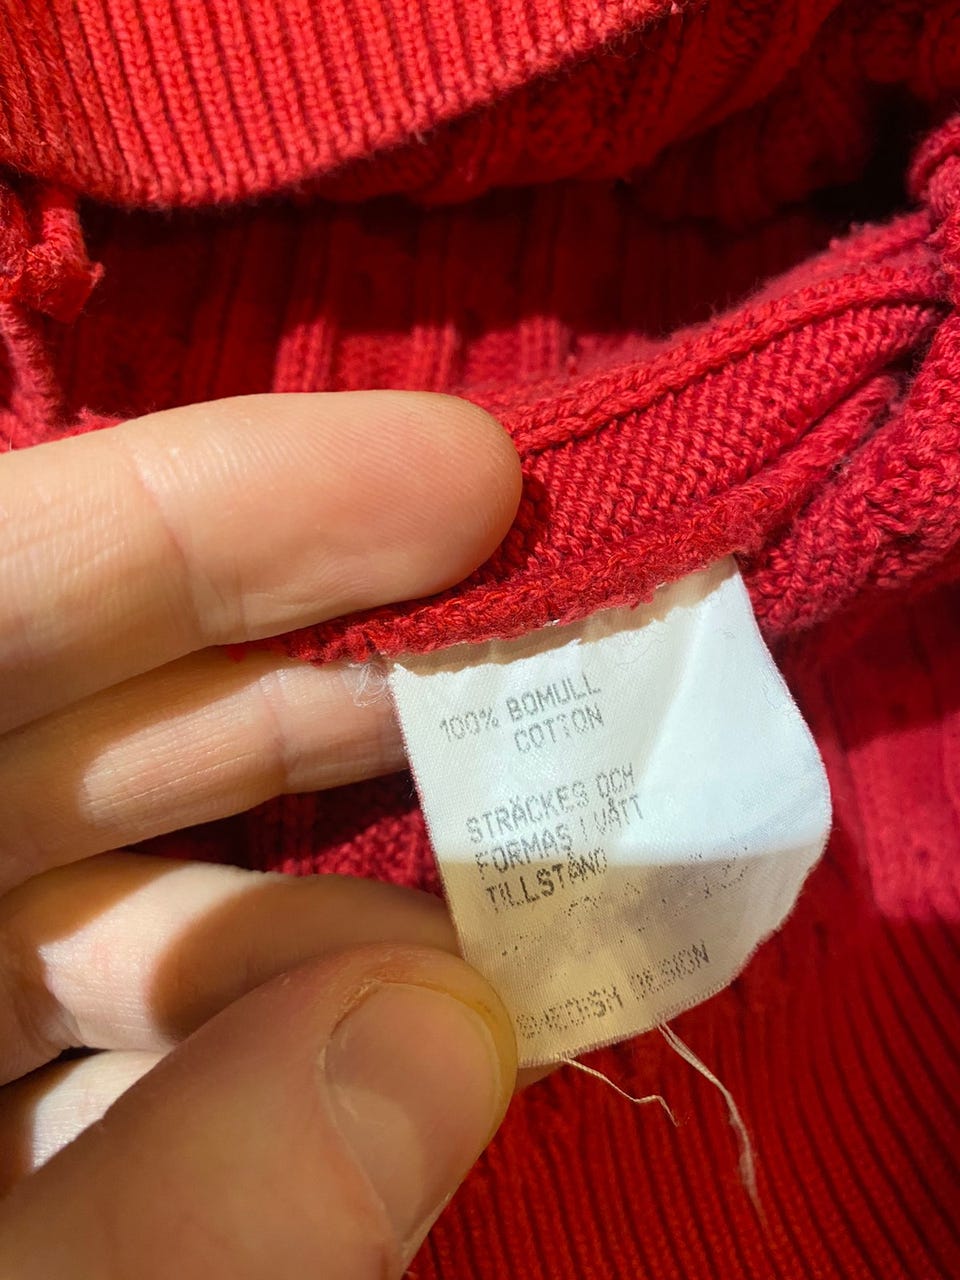 100% BOMULL
COTTON
STRÄCKES OCH
FORMAS I VÅTT
TILLSTÅND
SWEDISH DESIGN